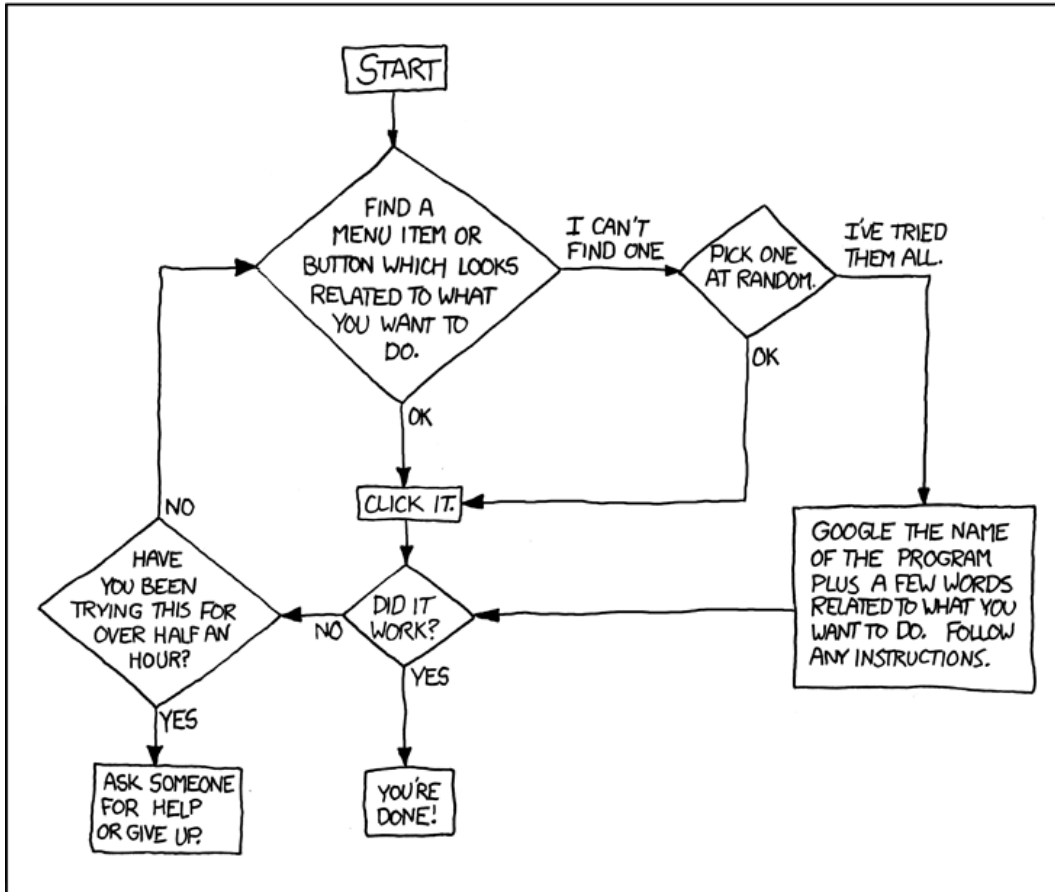 START
FIND A
MENU ITEM OR
BUTTON WHICH LOOKS
RELATED TO WHAT
YOU WANT TO
DO.
I CAN'T
FIND ONE
PICK ONE
AT RANDOM.
I'VE TRIED
THEM ALL.
OK
OK
CLICK IT.
NO
HAVE
YOU BEEN
TRYING THIS FOR
OVER HALF AN
HOUR?
NO
DID IT
WORK?
GOOGLE THE NAME
OF THE PROGRAM
PLUS A FEW WORDS
RELATED TO WHAT YOU
WANT TO DO. FOLLOW
ANY INSTRUCTIONS.
YES
YES
ASK SOMEONE
FOR HELP
OR GIVE UP.
YOU'RE
DONE!